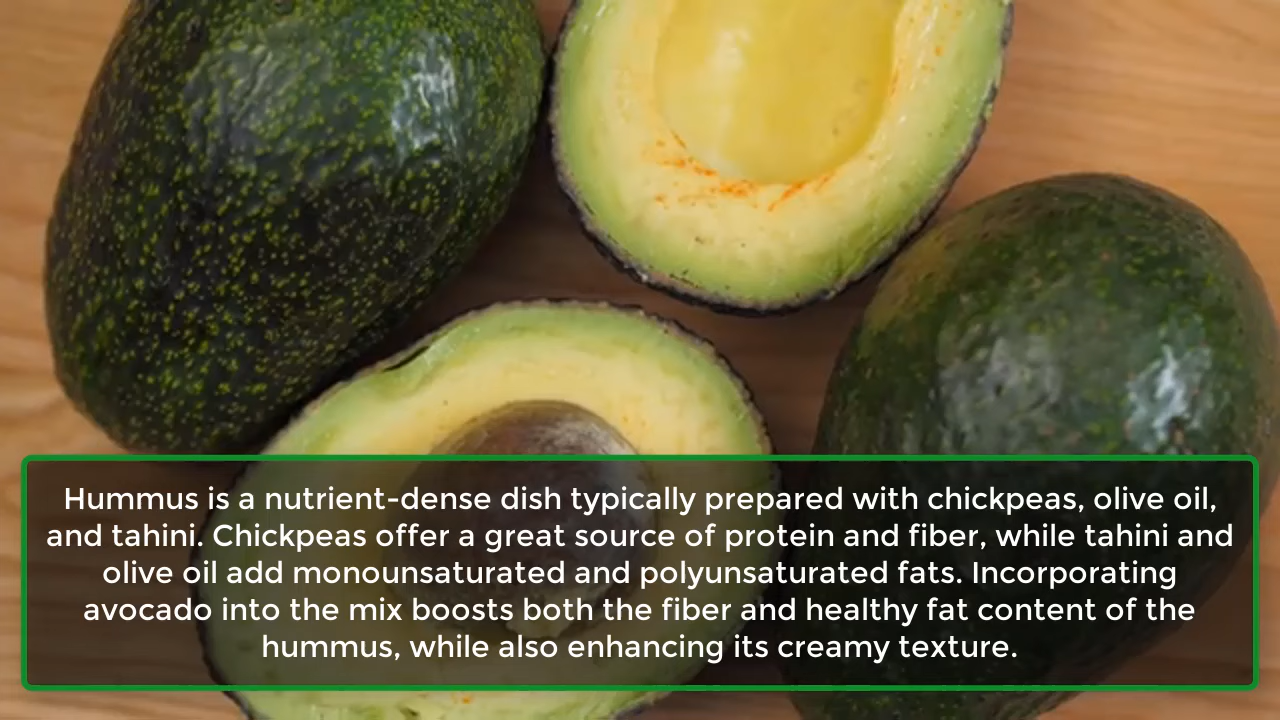 Hummus is a nutrient-dense dish typically prepared with chickpeas, olive oil,
and tahini. Chickpeas offer a great source of protein and fiber, while tahini and
olive oil add monounsaturated and polyunsaturated fats. Incorporating
avocado into the mix boosts both the fiber and healthy fat content of the
hummus, while also enhancing its creamy texture.